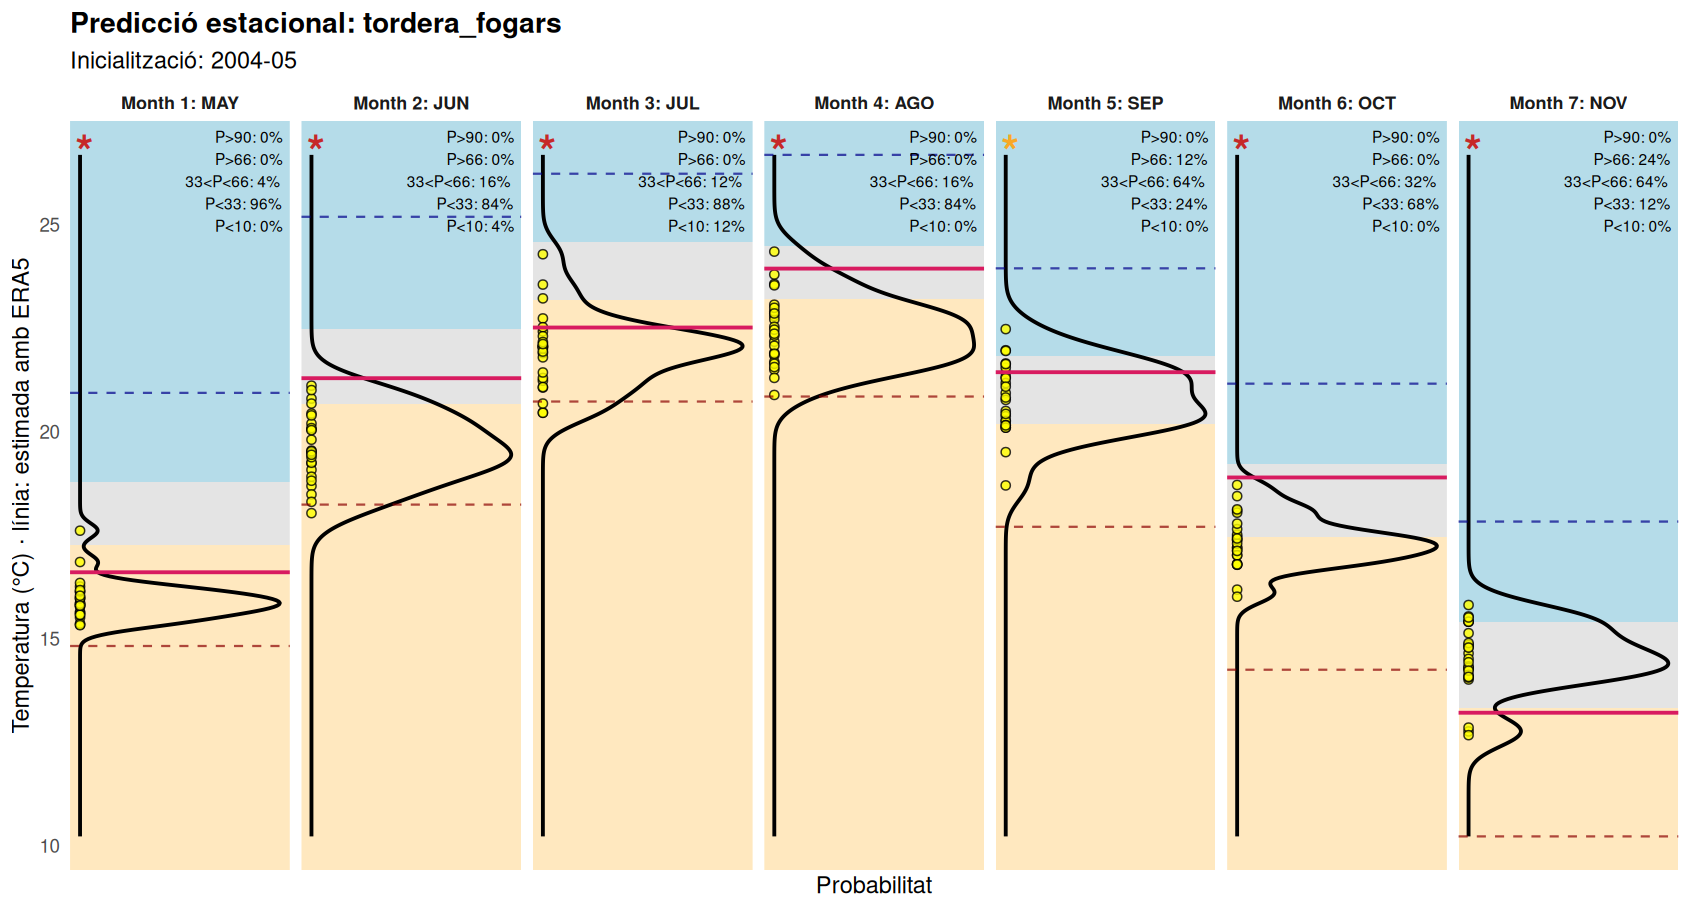 Predicció estacional: tordera_fogars
Inicialització: 2004-05
Month 1: MAY
Month 2: JUN
Month 3: JUL
Month 4: AGO
Month 5: SEP
Month 6: OCT
Month 7: NOV
*
P>90: 0%
P>66: 0%
33<P<66: 4%
P<33: 96%
P<10: 0%
*
P>90: 0%
P>66: 0%
33<P<66: 16%
P<33: 84%
P<10: 4%
*
P>90: 0%
P>66: 0%
33<P<66: 12%
P<33: 88%
P<10: 12%
*
P>90: 0%
P>66: 0%
33<P<66: 16%
P<33: 84%
P<10: 0%
*
P>90: 0%
P>66: 12%
33<P<66: 64%
P<33: 24%
P<10: 0%
*
P>90: 0%
P>66: 0%
33<P<66: 32%
P<33: 68%
P<10: 0%
*
P>90: 0%
P>66: 24%
33<P<66: 64%
P<33: 12%
P<10: 0%
25
20
15
10
Temperatura (°C) · línia: estimada amb ERA5
Probabilitat